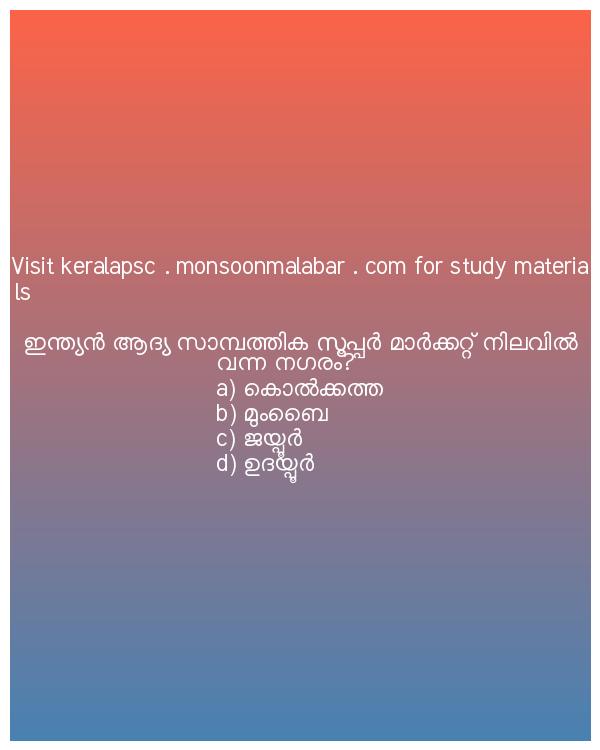 Visit keralapsc . monsoonmalabar . com for study materia
ls
ഇന്ത്യൻ ആദ്യ സാമ്പത്തിക സൂപ്പർ മാർക്കറ്റ് നിലവിൽ
വന്ന നഗരം?
a) കൊൽക്കത്ത
b) മുംബൈ
c) ജയ്പൂർ
d) ഉദയ്പൂർ